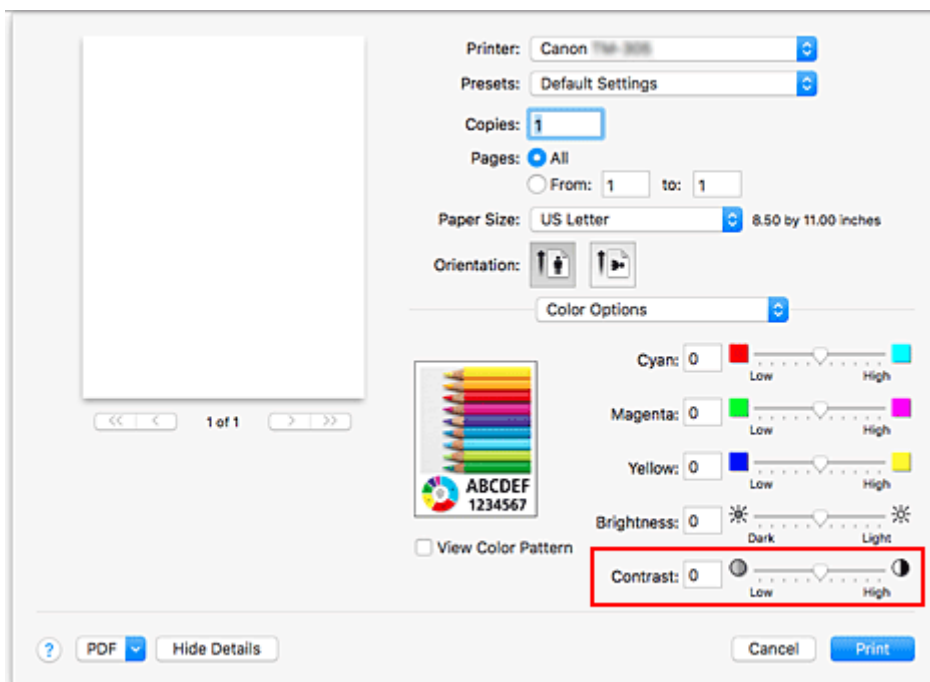 Printer: Canon
Presets: Default Settings
Copies: 1
Pages: All
From: 1 to: 1
Paper Size: US Letter 8.50 by 11.00 inches
Orientation:
Color Options
Cyan: 0
Low High
Magenta: 0
Low High
Yellow: 0
Low High
ABCDEF
1234567
Brightness: 0
Dark Light
View Color Pattern
Contrast: 0
Low High
<< < 1 of 1 > >>
? PDF Hide Details Cancel Print